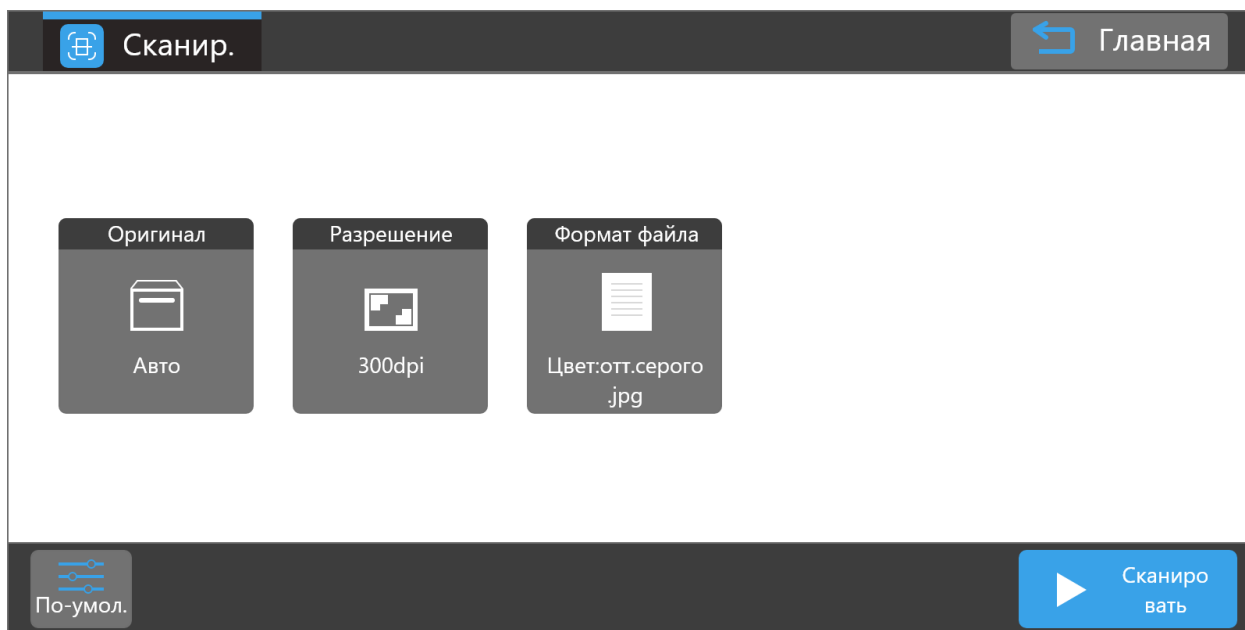 Сканир.
Главная
Оригинал
Разрешение
Формат файла
Авто
300dpi
Цвет:отт.серого
.jpg
По-умол.
Сканиро
вать